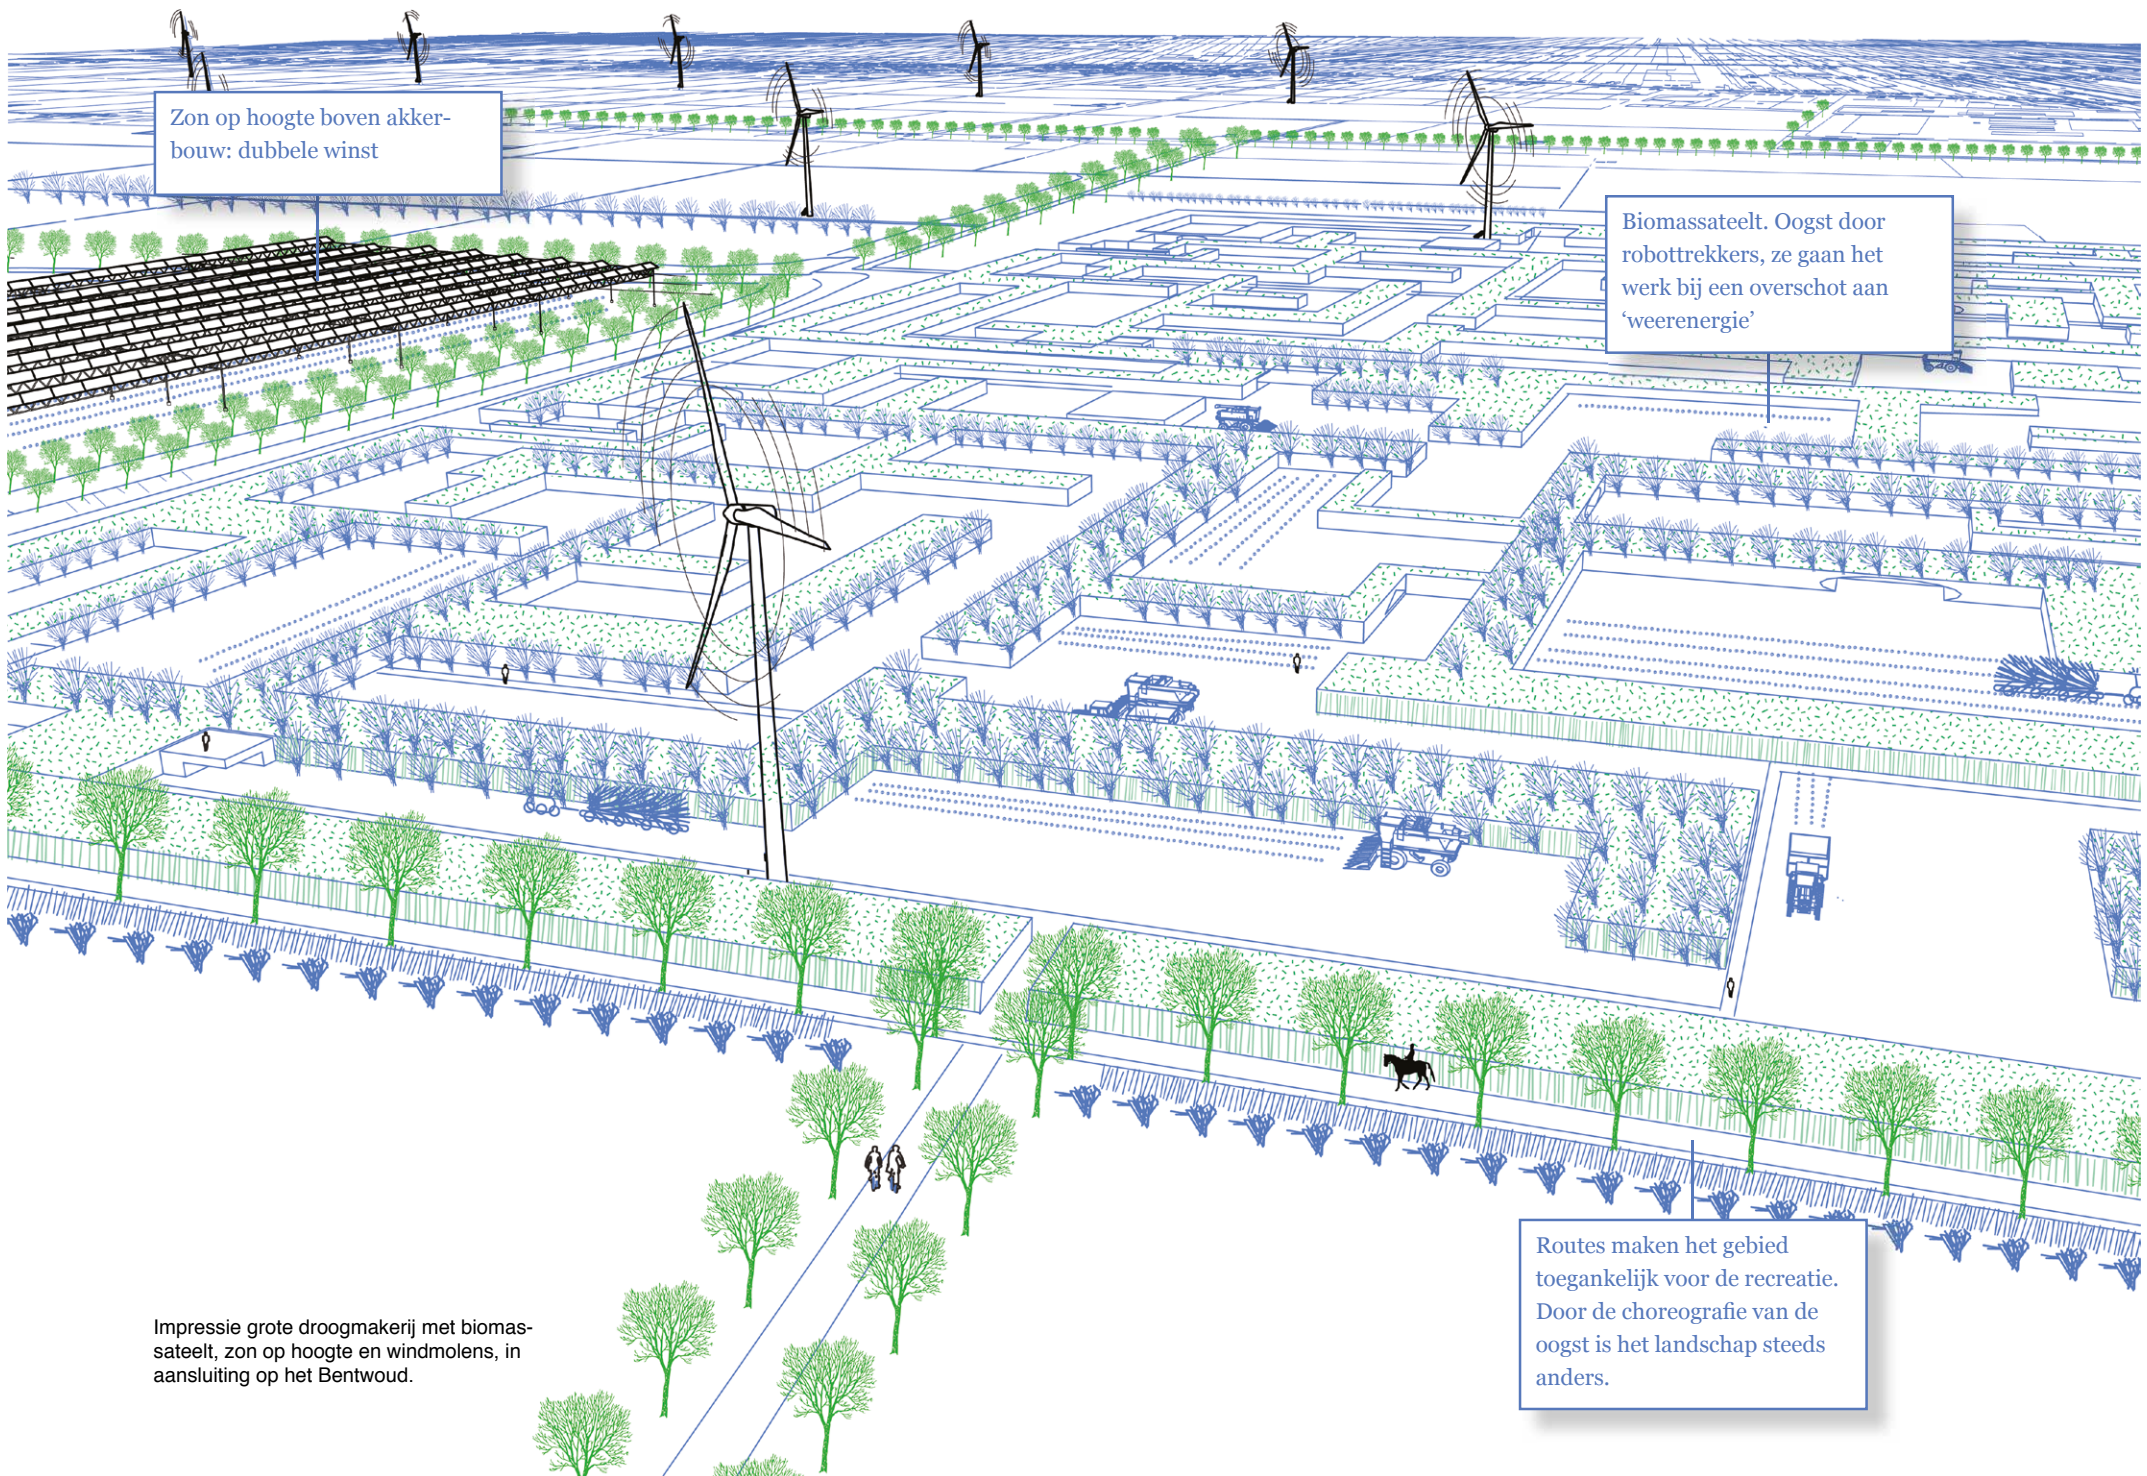 Zon op hoogte boven akker-
bouw: dubbele winst
Biomassateelt. Oogst door
robottrekkers, ze gaan het
werk bij een overschot aan
‘weerenergie’
Routes maken het gebied
toegankelijk voor de recreatie.
Door de choreografie van de
oogst is het landschap steeds
anders.
Impressie grote droogmakerij met biomas-
sateelt, zon op hoogte en windmolens, in
aansluiting op het Bentwoud.